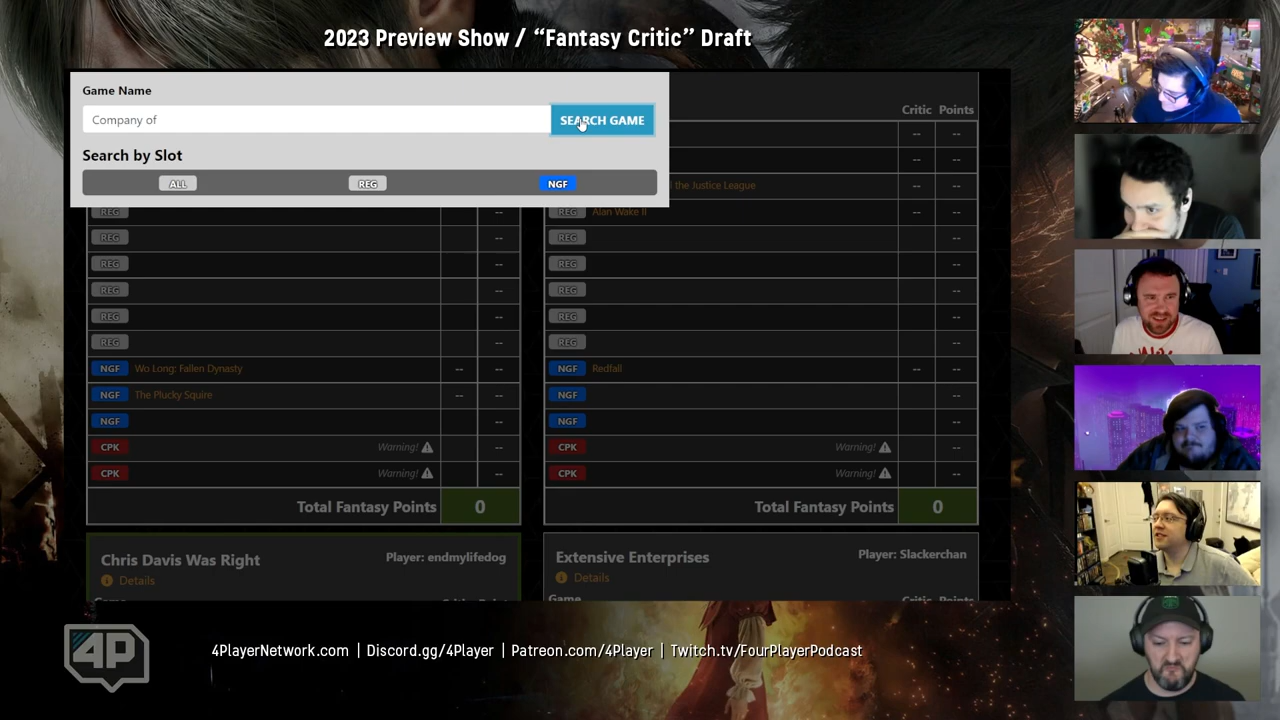 2023 Preview Show / “Fantasy Critic” Draft
Game Name
Company of
SEARCH GAME
Search by Slot
ALL
REG
NGF
Critic Points
-- --
-- --
the Justice League -- --
REG
REG Alan Wake II -- --
REG --
REG --
REG --
REG --
REG --
REG --
REG --
REG --
REG --
REG --
NGF Wo Long: Fallen Dynasty -- --
NGF Redfall -- --
NGF The Plucky Squire -- --
NGF --
NGF --
NGF --
CPK Warning! --
CPK Warning! --
CPK Warning! --
CPK Warning! --
Total Fantasy Points 0
Total Fantasy Points 0
Chris Davis Was Right
Player: endmylifedog
Details
Extensive Enterprises
Player: Slackerchan
Details
Game
Critic Points
4P
4PlayerNetwork.com | Discord.gg/4Player | Patreon.com/4Player | Twitch.tv/FourPlayerPodcast